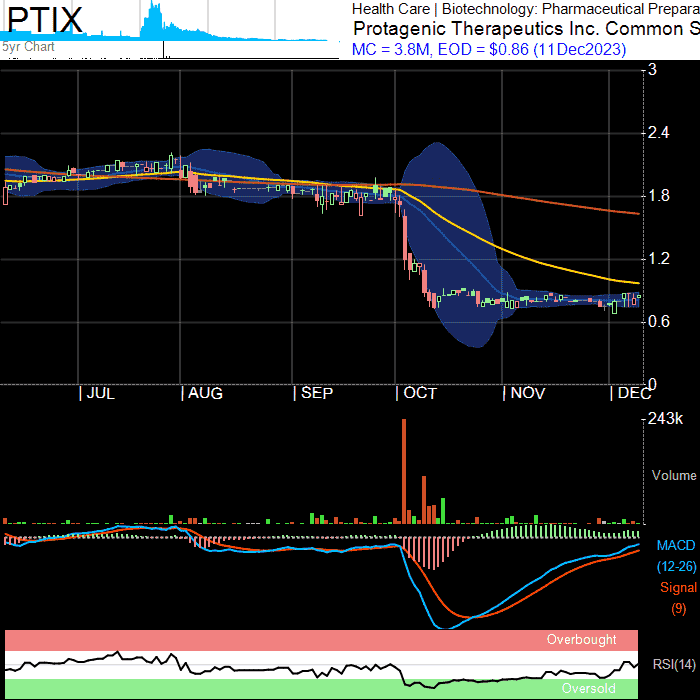 PTIX
5yr Chart
Health Care | Biotechnology: Pharmaceutical Prepara
Protagenic Therapeutics Inc. Common S
MC = 3.8M, EOD = $0.86 (11Dec2023)
3
2.4
1.8
1.2
0.6
0
JUL
AUG
SEP
OCT
NOV
DEC
243k
Volume
MACD
(12-26)
Signal
(9)
Overbought
RSI(14)
Oversold